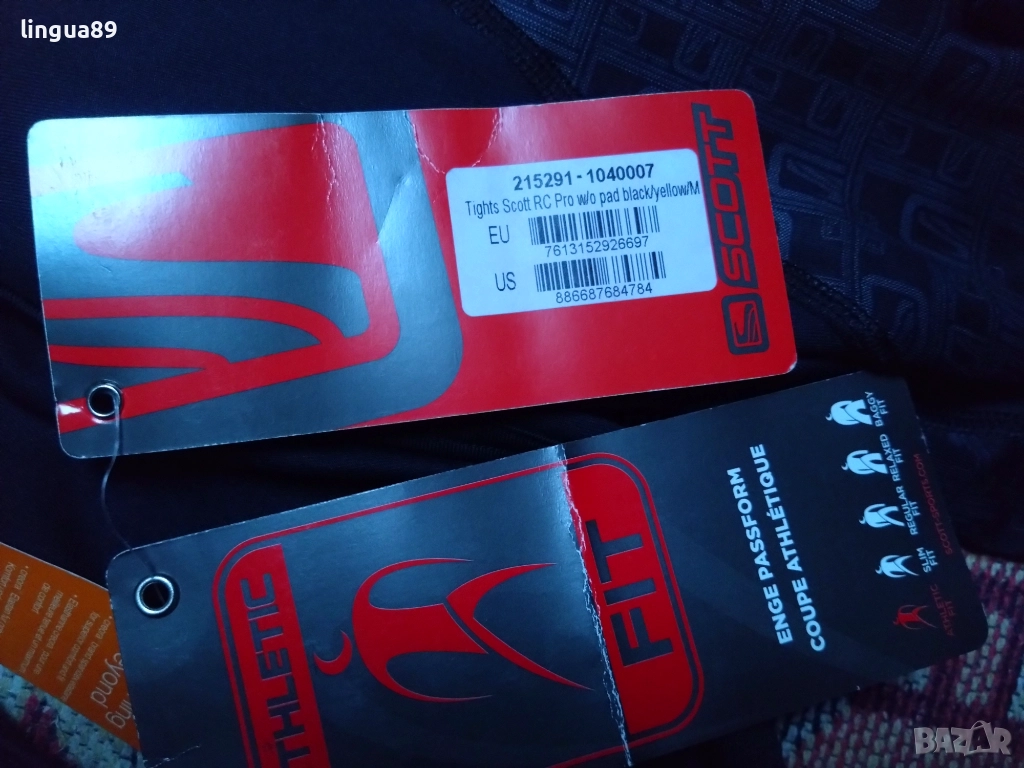 lingua89
215291-1040007
Tights Scott RC Pro w/o pad black/yellow/M
EU
7613152926697
US
886687684784
SCOTT
ATHLETIC
FIT
ENGE PASSFORM
COUPE ATHLÉTIQUE
BAGGY
FIT
RELAXED
FIT
REGULAR
FIT
SLIM
FIT
ATHLETIC
FIT
SCOTT-SPORTS.COM
BAZAR